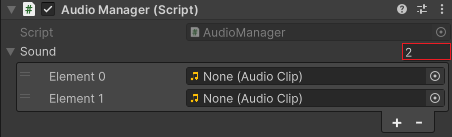 # Audio Manager (Script)
Script # AudioManager
Sound 2
Element 0 None (Audio Clip)
Element 1 None (Audio Clip)
+ -